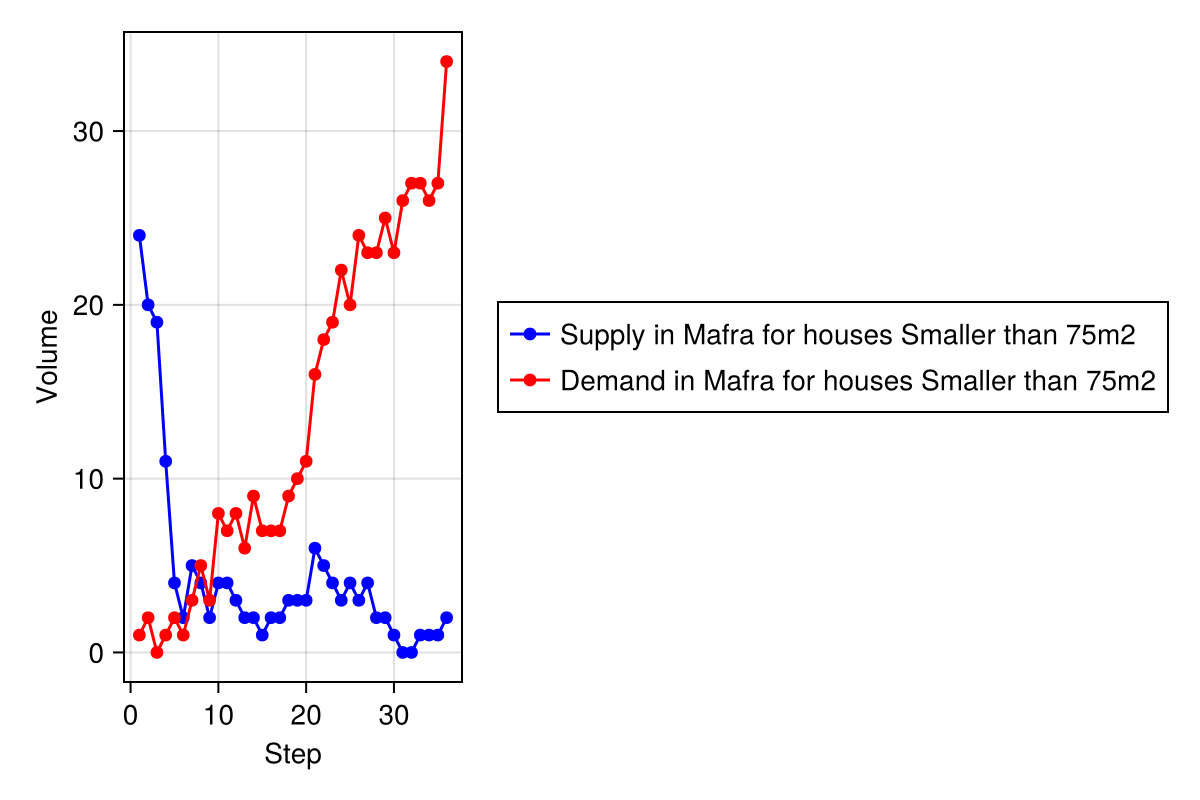 30
20
10
0
Volume
0 10 20 30
Step
Supply in Mafra for houses Smaller than 75m2
Demand in Mafra for houses Smaller than 75m2